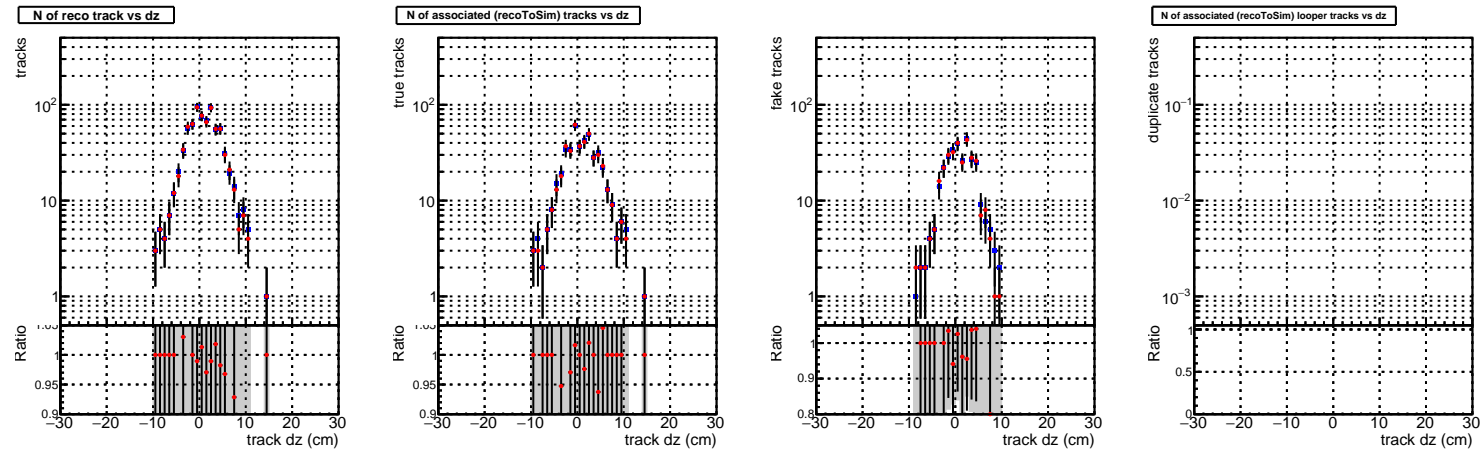 N of reco track vs dz
tracks
10²
10
1
Ratio
1.05
1
0.95
0.9
−30 −20 −10 0 10 20 30
track dz (cm)
N of associated (recoToSim) tracks vs dz
true tracks
10²
10
1
Ratio
1.05
1
0.95
0.9
−30 −20 −10 0 10 20 30
track dz (cm)
fake tracks
10²
10
1
Ratio
1
0.9
0.8
−30 −20 −10 0 10 20 30
track dz (cm)
N of associated (recoToSim) looper tracks vs dz
duplicate tracks
10⁻¹
10⁻²
10⁻³
Ratio
1
0.5
0
−30 −20 −10 0 10 20 30
track dz (cm)